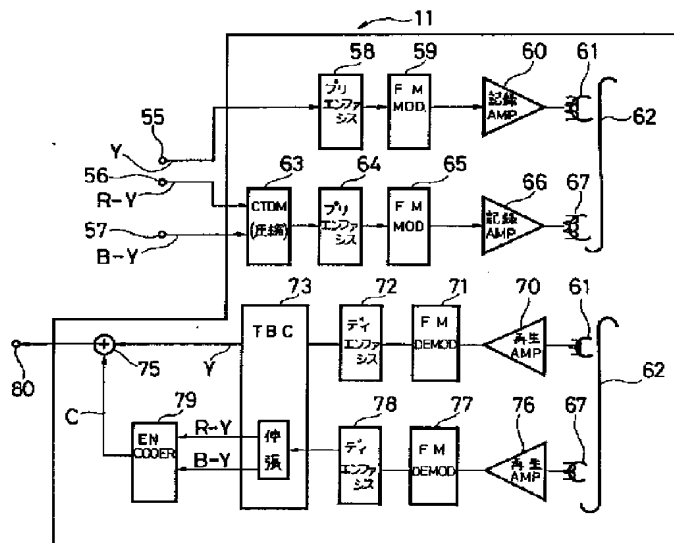 11
58
59
60
61
プリ
エンファ
シス
FM
MOD.
記録
AMP
62
55
Y
56
R-Y
57
B-Y
63
64
65
66
67
CTDM
(圧縮)
プリ
エンファ
シス
FM
MOD
記録
AMP
73
72
71
70
61
TBC
ディ
エンファ
シス
FM
DEMOD
再生
AMP
62
80
75
Y
C
79
78
77
76
67
EN
CODER
R-Y
B-Y
伸
張
ディ
エンファ
シス
FM
DEMOD
再生
AMP